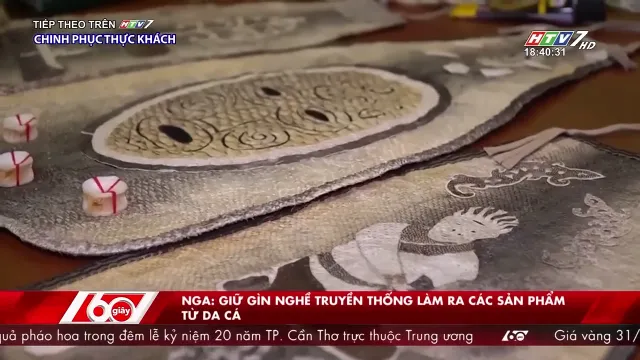 TIẾP THEO TRÊN HTV7
CHINH PHỤC THỰC KHÁCH
HTV7 HD
18:40:31
60 giây
NGA: GIỮ GÌN NGHỀ TRUYỀN THỐNG LÀM RA CÁC SẢN PHẨM
TỪ DA CÁ
quả pháo hoa trong đêm lễ kỷ niệm 20 năm TP. Cần Thơ trực thuộc Trung ương 60 Giá vàng 31/